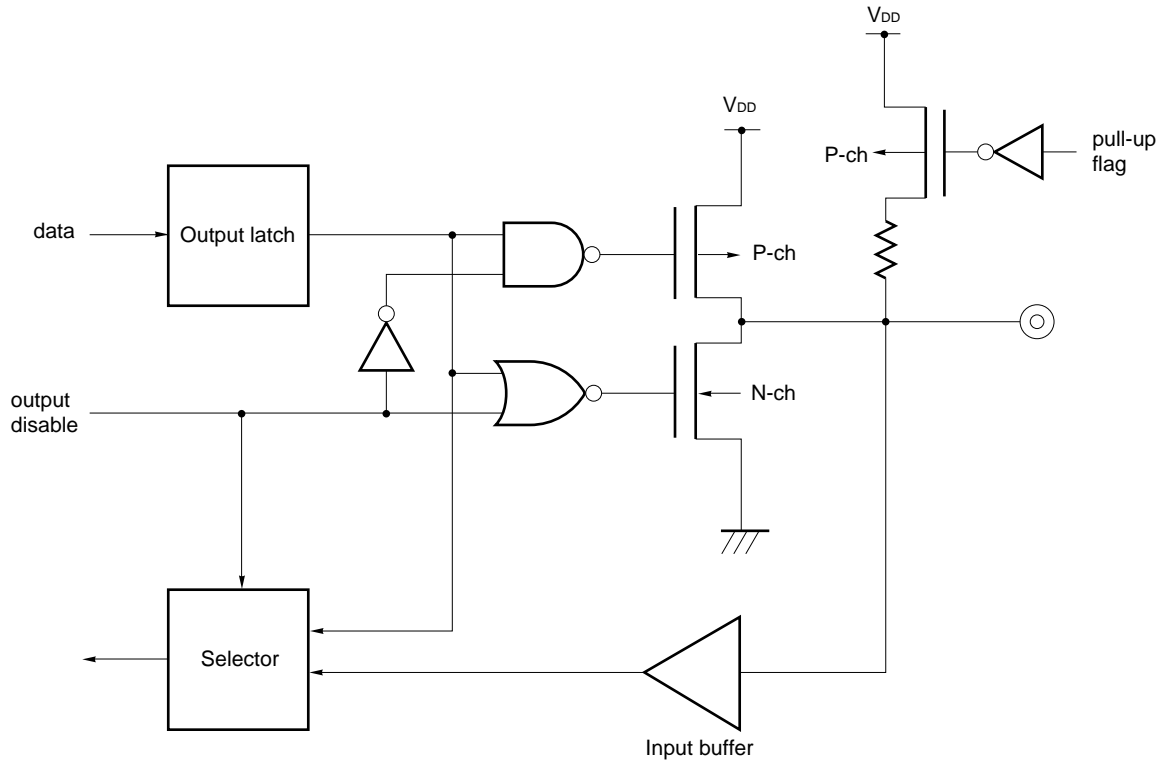 VDD
VDD
P-ch
pull-up
flag
data
Output latch
P-ch
output
disable
N-ch
Selector
Input buffer